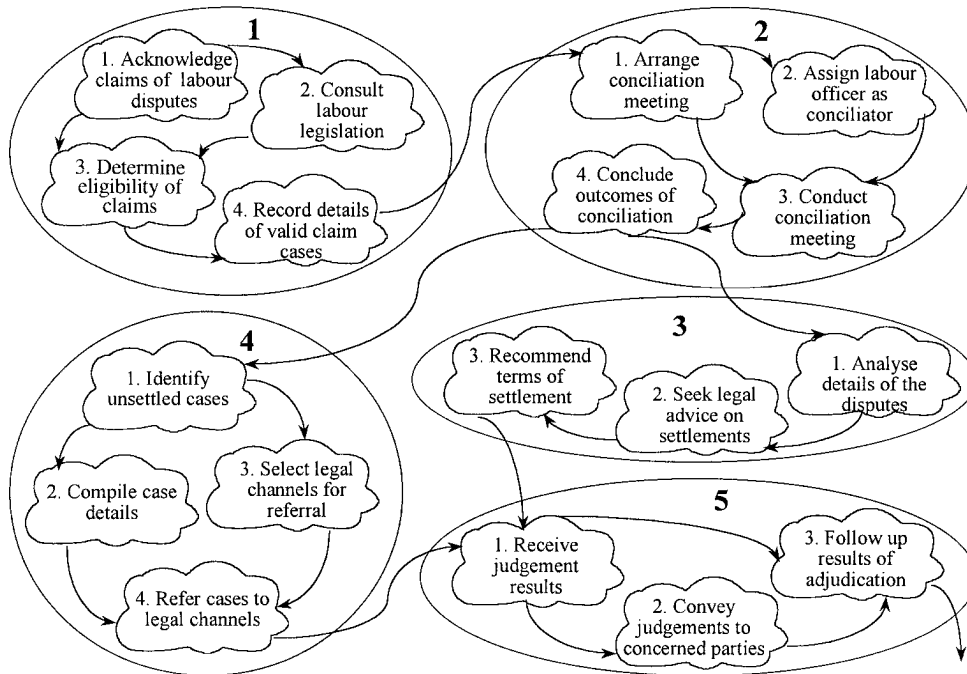 1
1. Acknowledge
claims of labour
disputes
2. Consult
labour
legislation
3. Determine
eligibility of
claims
4. Record details
of valid claim
cases
2
1. Arrange
conciliation
meeting
2. Assign labour
officer as
conciliator
3. Conduct
conciliation
meeting
4. Conclude
outcomes of
conciliation
3
1. Analyse
details of the
disputes
2. Seek legal
advice on
settlements
3. Recommend
terms of
settlement
4
1. Identify
unsettled cases
2. Compile case
details
3. Select legal
channels for
referral
4. Refer cases to
legal channels
5
1. Receive
judgement
results
2. Convey
judgements to
concerned parties
3. Follow up
results of
adjudication